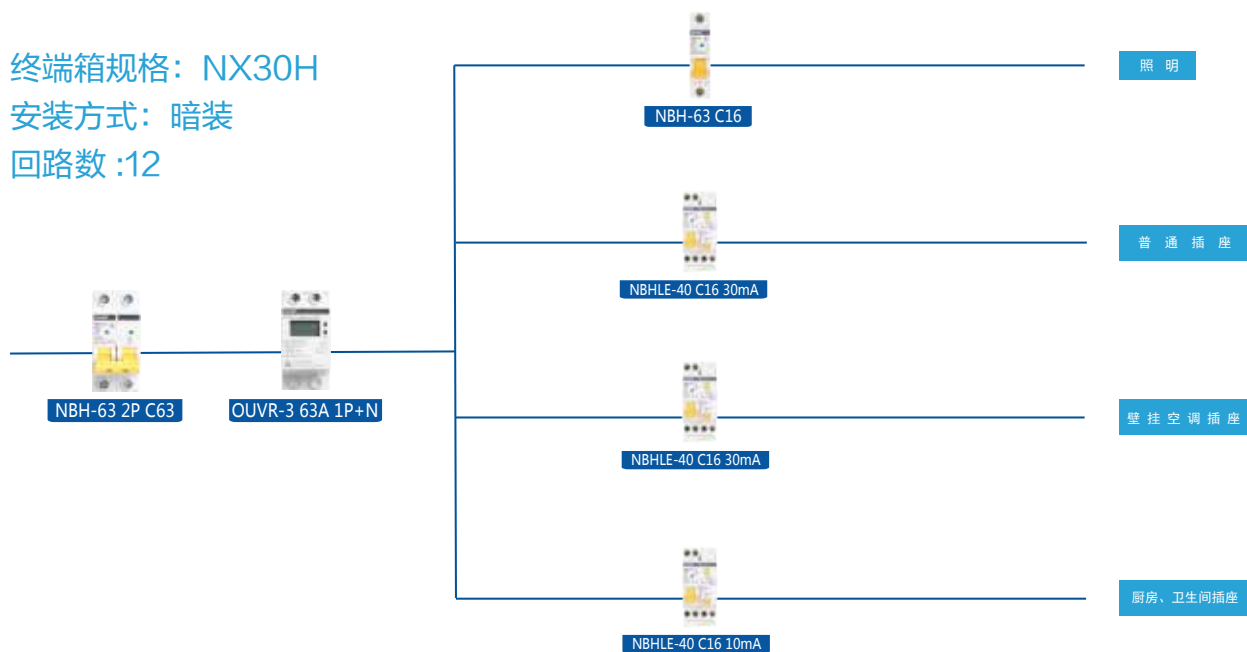 终端箱规格：NX30H
安装方式：暗装
回路数 :12
NBH-63 C16
照 明
NBHLE-40 C16 30mA
普 通 插 座
NBH-63 2P C63
OUVR-3 63A 1P+N
NBHLE-40 C16 30mA
壁 挂 空 调 插 座
NBHLE-40 C16 10mA
厨房、卫生间插座